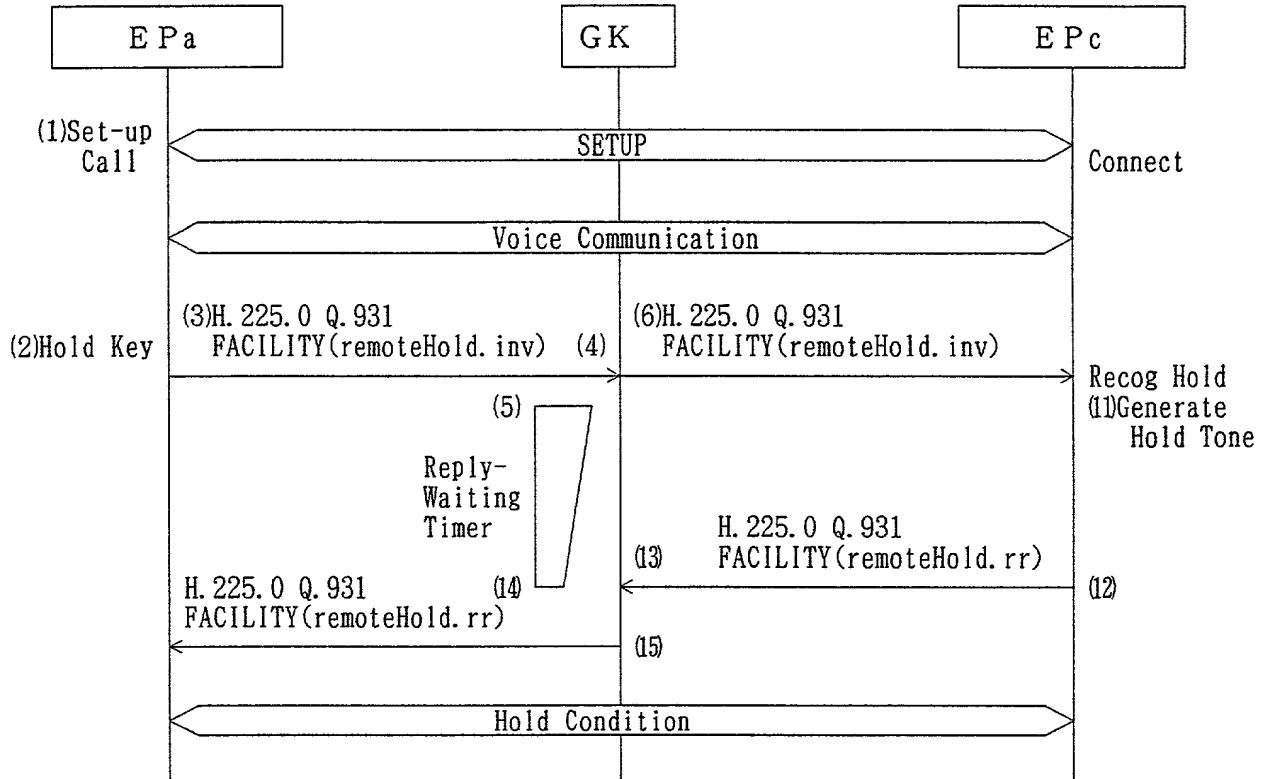 EPa
GK
EPc
(1)Set-up
Call
SETUP
Connect
Voice Communication
(2)Hold Key
(3)H.225.0 Q.931
FACILITY(remoteHold.inv)
(4)
(6)H.225.0 Q.931
FACILITY(remoteHold.inv)
Recog Hold
(11)Generate
Hold Tone
(5)
Reply-
Waiting
Timer
H.225.0 Q.931
FACILITY(remoteHold.rr)
(13)
(12)
(14)
H.225.0 Q.931
FACILITY(remoteHold.rr)
(15)
Hold Condition